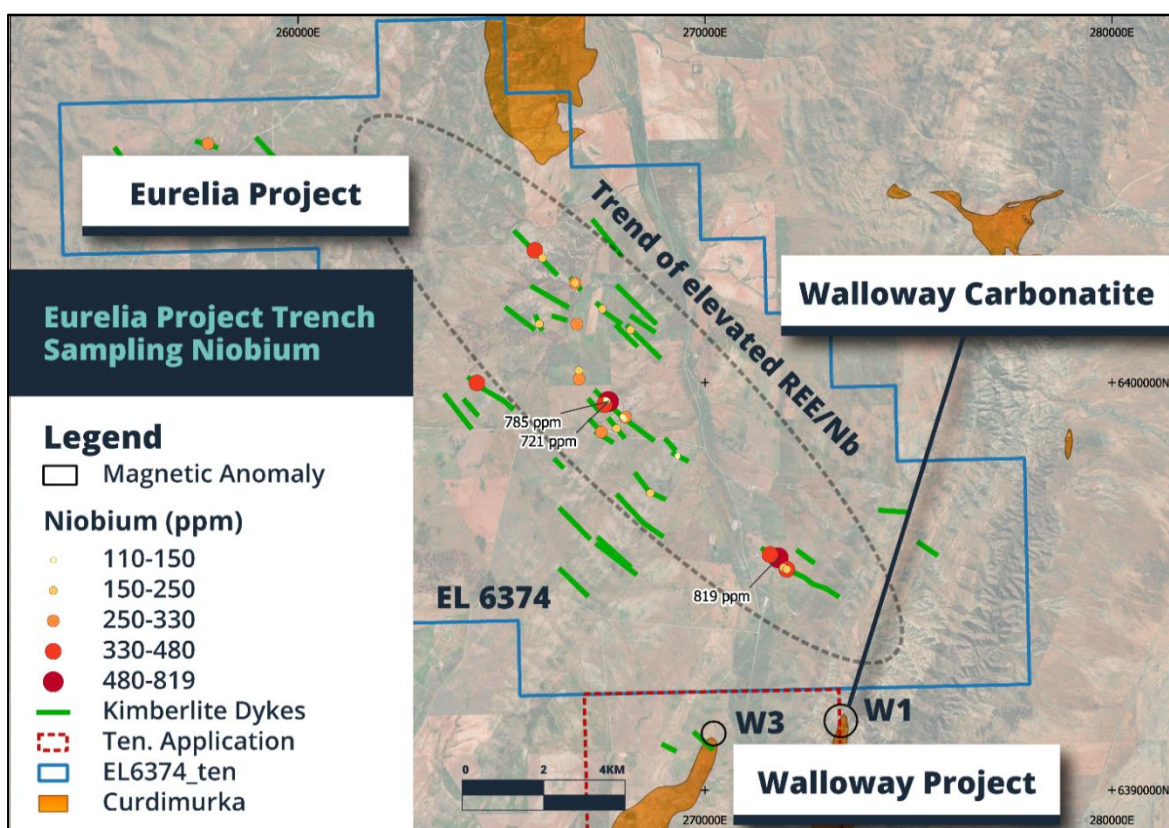 260000E
270000E
280000E
Eurelia Project
Trend of elevated REE/Nb
Walloway Carbonatite
Eurelia Project Trench
Sampling Niobium
6400000N
785 ppm
721 ppm
Legend
Magnetic Anomaly
Niobium (ppm)
110-150
150-250
250-330
330-480
480-819
Kimberlite Dykes
Ten. Application
EL6374_ten
Curdimurka
EL 6374
819 ppm
W3
W1
0
2
4KM
Walloway Project
6390000N
270000E
280000E